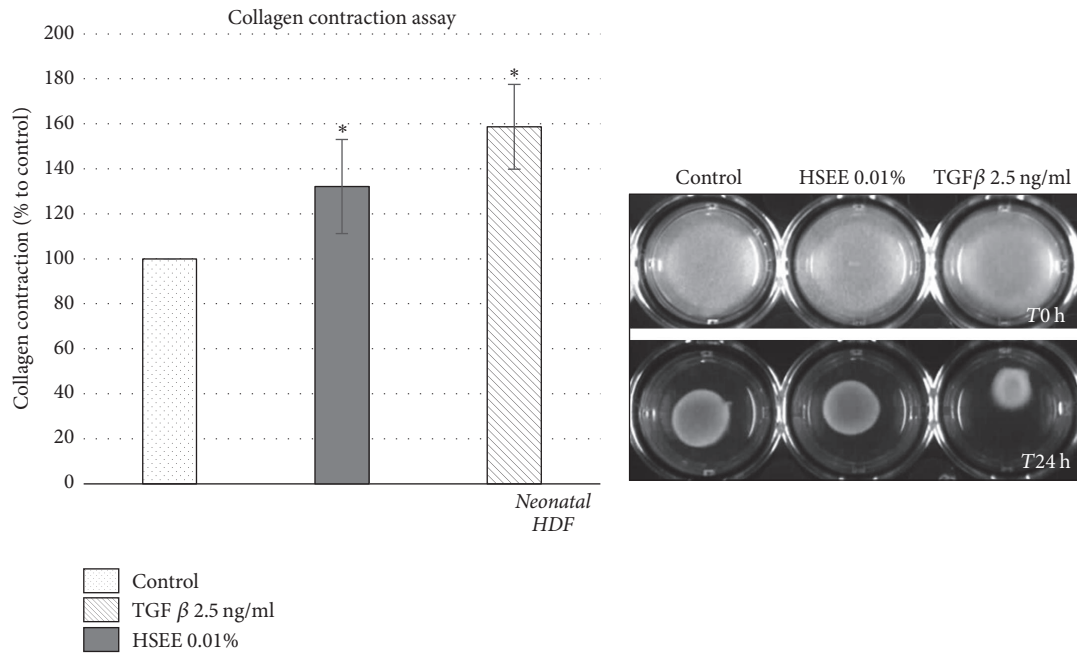 Collagen contraction assay
Collagen contraction (% to control)
200
180
160
140
120
100
80
60
40
20
0
*
*
Neonatal
HDF
Control
TGF β 2.5 ng/ml
HSEE 0.01%
Control HSEE 0.01% TGFβ 2.5 ng/ml
T0 h
T24 h